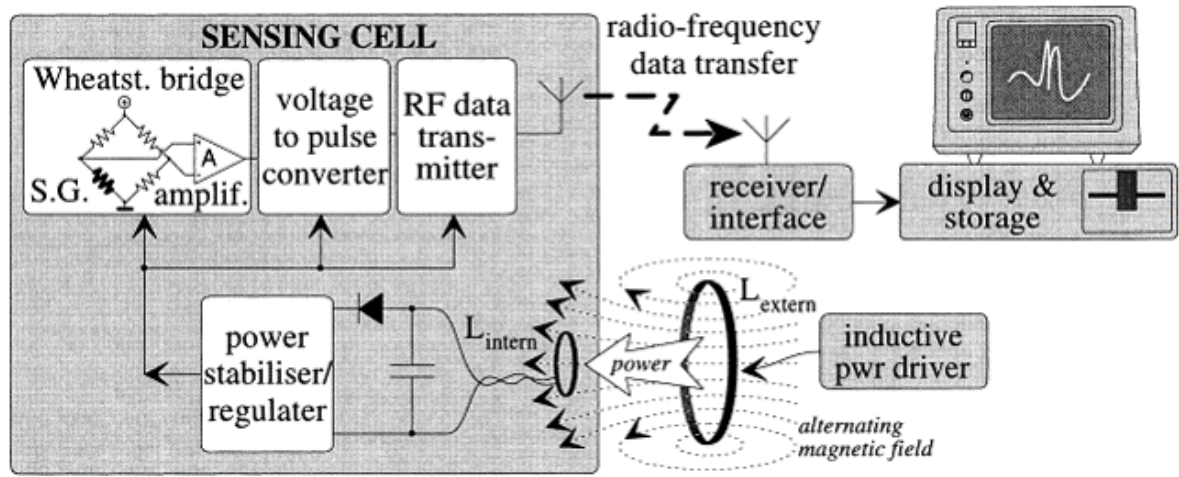 SENSING CELL
Wheatst. bridge
A
S.G.
amplif.
voltage
to pulse
converter
RF data
trans-
mitter
radio-frequency
data transfer
receiver/
interface
display &
storage
power
stabiliser/
regulater
L intern
power
L extern
inductive
pwr driver
alternating
magnetic field